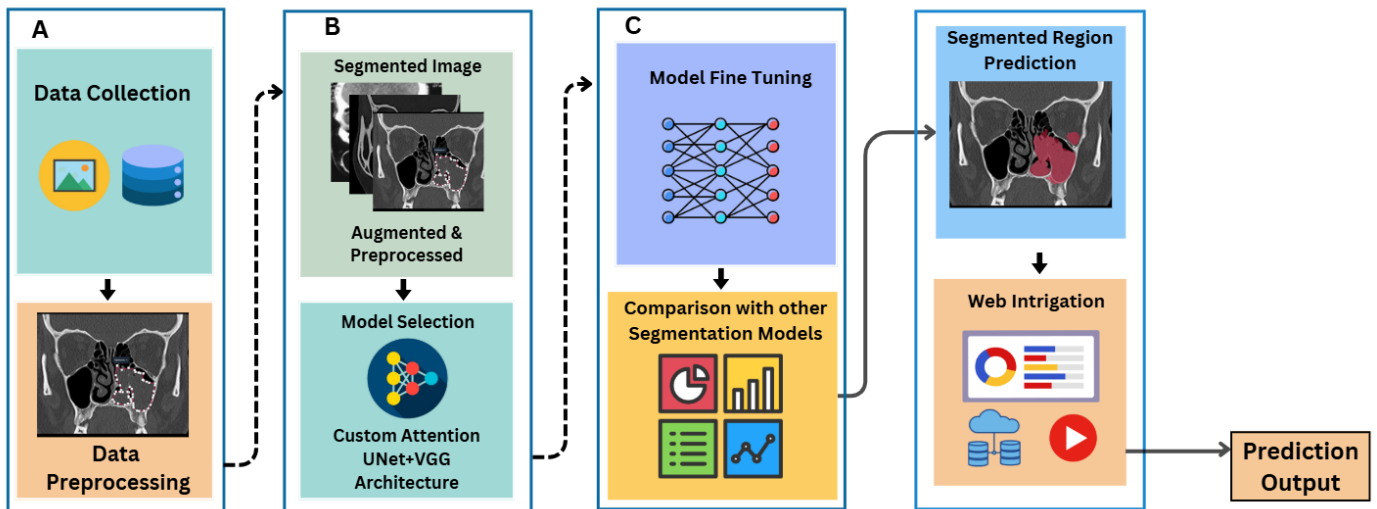 A
Data Collection
Data
Preprocessing
B
Segmented Image
Augmented &
Preprocessed
Model Selection
Custom Attention
UNet+VGG
Architecture
C
Model Fine Tuning
Comparison with other
Segmentation Models
Segmented Region
Prediction
Web Intrigation
Prediction
Output